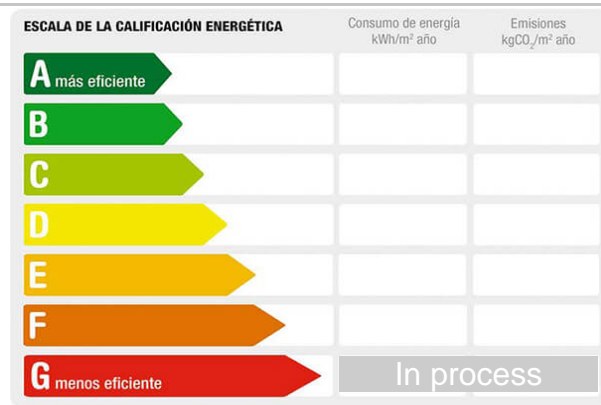 ESCALA DE LA CALIFICACIÓN ENERGÉTICA
Consumo de energía
kWh/m² año
Emisiones
kgCO₂/m² año
A más eficiente
B
C
D
E
F
G menos eficiente
In process